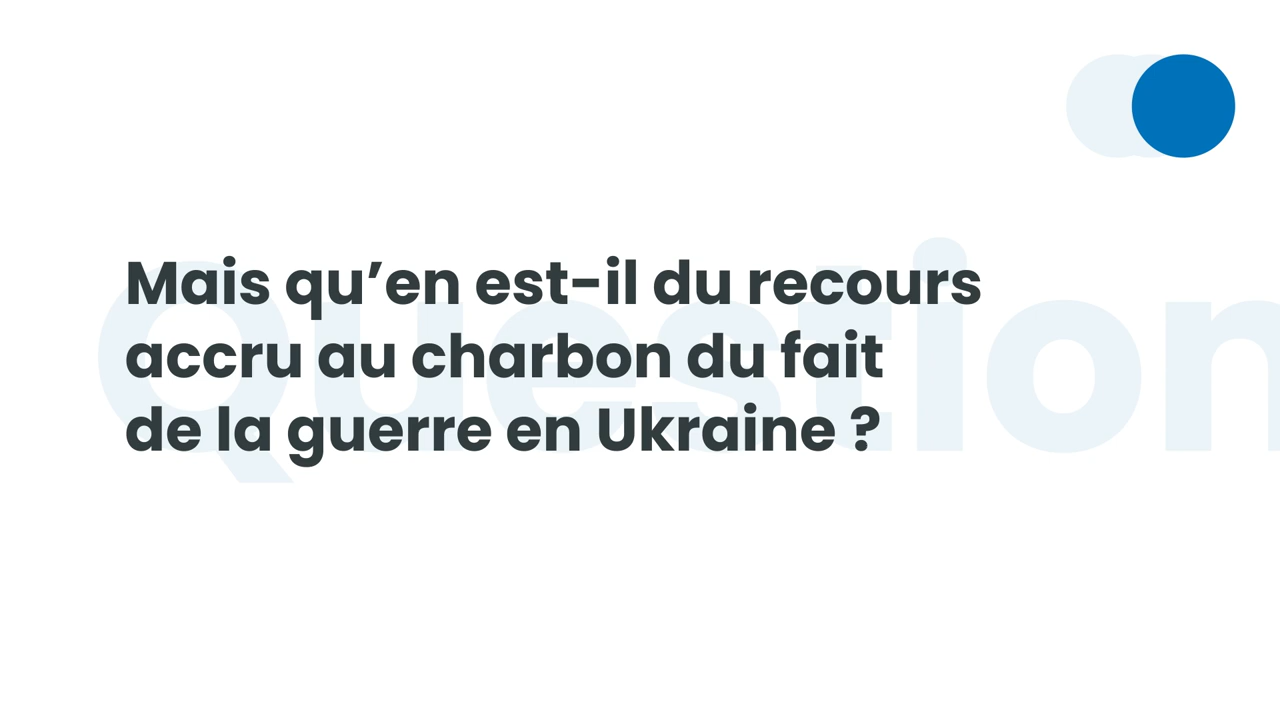 Question
Mais qu’en est-il du recours
accru au charbon du fait
de la guerre en Ukraine ?